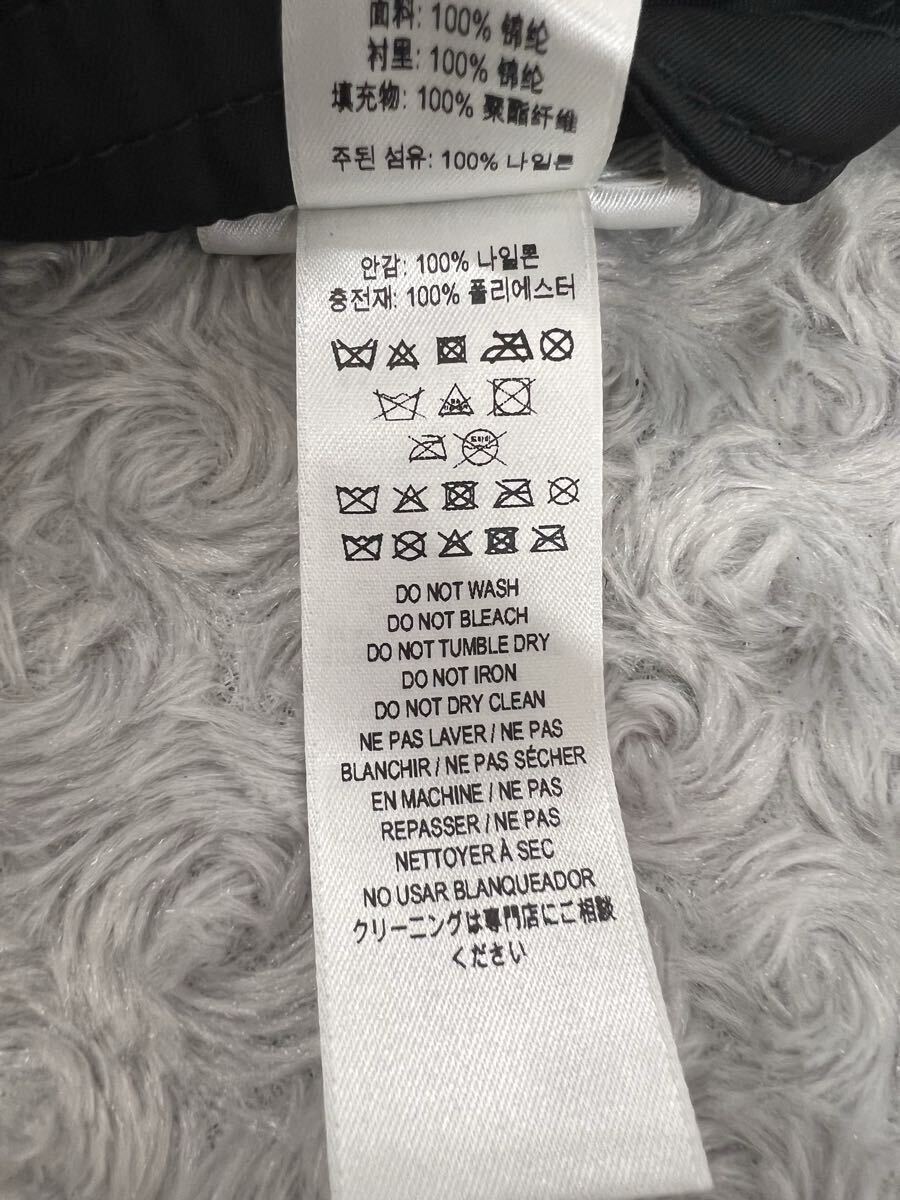 面料: 100% 锦纶
衬里: 100% 锦纶
填充物: 100% 聚酯纤维
주된 섬유: 100% 나일론
안감: 100% 나일론
충전재: 100% 폴리에스터
드라이
DO NOT WASH
DO NOT BLEACH
DO NOT TUMBLE DRY
DO NOT IRON
DO NOT DRY CLEAN
NE PAS LAVER / NE PAS
BLANCHIR / NE PAS SÉCHER
EN MACHINE / NE PAS
REPASSER / NE PAS
NETTOYER À SEC
NO USAR BLANQUEADOR
クリーニングは専門店にご相談
ください